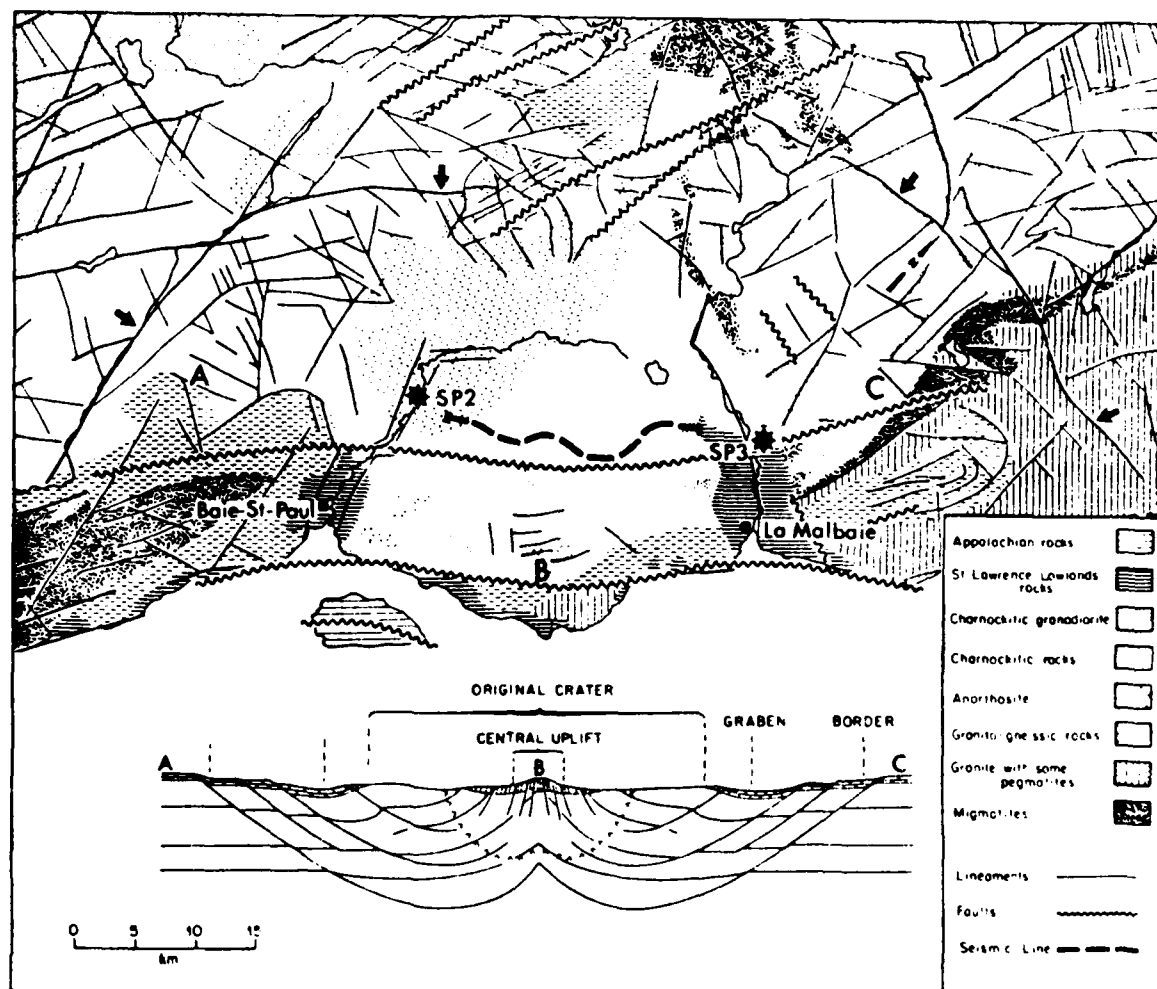 A
SP2
C
SP3
Baie-St-Paul
La Malbaie
B
Appalachian rocks
St Lawrence Lowlands
rocks
Charnockitic granodiorite
Charnockitic rocks
Anorthosite
Granito-gneissic rocks
Granite with some
pegmatites
Migmatites
Lineaments
Faults
Seismic Line
ORIGINAL CRATER
GRABEN
BORDER
CENTRAL UPLIFT
A
B
C
0 5 10 15
km